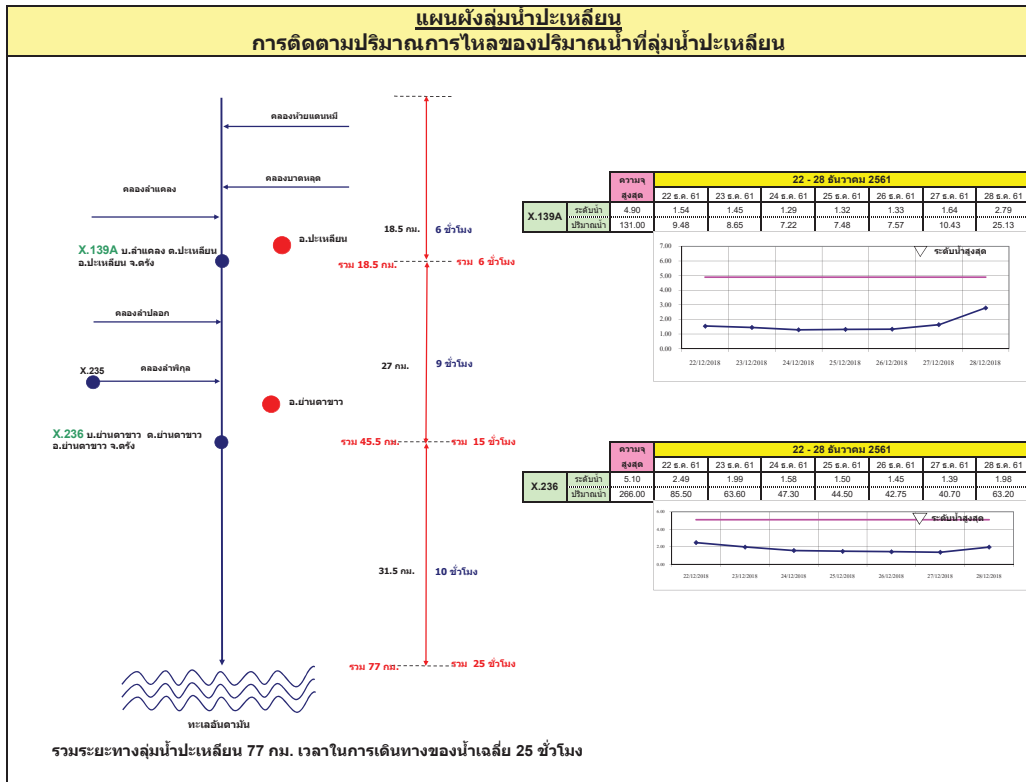 แผนผังลุ่มน้ำปะเหลียน
การติดตามปริมาณการไหลของปริมาณน้ำที่ลุ่มน้ำปะเหลียน
คลองห้วยแดนหมี
คลองบาตหลุด
คลองลำแคลง
18.5 กม.
6 ชั่วโมง
อ.ปะเหลียน
X.139A บ.ลำแคลง ต.ปะเหลียน
อ.ปะเหลียน จ.ตรัง
รวม 18.5 กม.
รวม 6 ชั่วโมง
คลองลำปลอก
X.235
คลองลำพิกุล
27 กม.
9 ชั่วโมง
อ.ย่านตาขาว
X.236 บ.ย่านตาขาว ต.ย่านตาขาว
อ.ย่านตาขาว จ.ตรัง
รวม 45.5 กม.
รวม 15 ชั่วโมง
31.5 กม.
10 ชั่วโมง
รวม 77 กม.
รวม 25 ชั่วโมง
ทะเลอันดามัน
รวมระยะทางลุ่มน้ำปะเหลียน 77 กม. เวลาในการเดินทางของน้ำเฉลี่ย 25 ชั่วโมง
ความจุ 22 - 28 ธันวาคม 2561
สูงสุด 22 ธ.ค. 61 23 ธ.ค. 61 24 ธ.ค. 61 25 ธ.ค. 61 26 ธ.ค. 61 27 ธ.ค. 61 28 ธ.ค. 61
X.139A
ระดับน้ำ 4.90 1.54 1.45 1.29 1.32 1.33 1.64 2.79
ปริมาณน้ำ 131.00 9.48 8.65 7.22 7.48 7.57 10.43 25.13
ระดับน้ำสูงสุด
7.00
6.00
5.00
4.00
3.00
2.00
1.00
0.00
22/12/2018 23/12/2018 24/12/2018 25/12/2018 26/12/2018 27/12/2018 28/12/2018
ความจุ 22 - 28 ธันวาคม 2561
สูงสุด 22 ธ.ค. 61 23 ธ.ค. 61 24 ธ.ค. 61 25 ธ.ค. 61 26 ธ.ค. 61 27 ธ.ค. 61 28 ธ.ค. 61
X.236
ระดับน้ำ 5.10 2.49 1.99 1.58 1.50 1.45 1.39 1.98
ปริมาณน้ำ 266.00 85.50 63.60 47.30 44.50 42.75 40.70 63.20
ระดับน้ำสูงสุด
6.00
4.00
2.00
0.00
22/12/2018 23/12/2018 24/12/2018 25/12/2018 26/12/2018 27/12/2018 28/12/2018